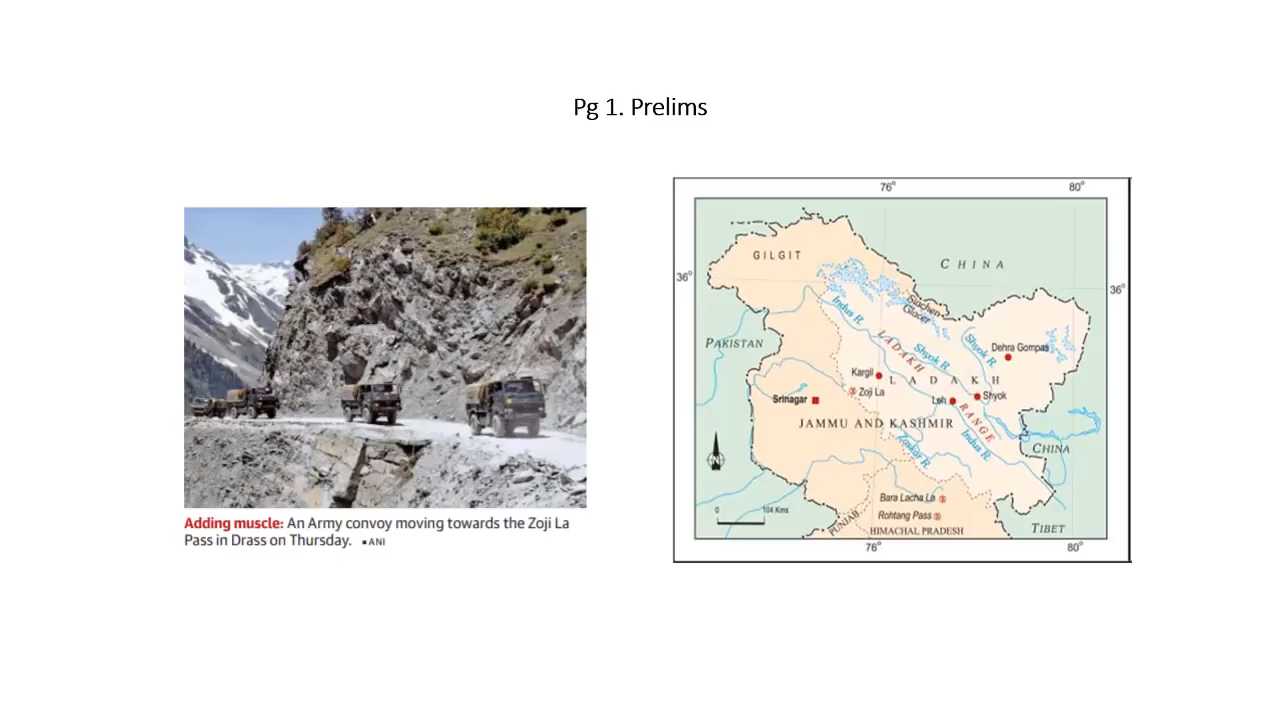 Pg 1. Prelims
Adding muscle: An Army convoy moving towards the Zoji La
Pass in Drass on Thursday. ▪ ANI
76° 80°
GILGIT
CHINA
36° 36°
Siachen
Glocer
Indus R.
PAKISTAN
LADAKH
Shyok R.
Shyok R.
Dehra Gompas
Kargil
LADAKH
Zoji La
Srinagar
Leh
Shyok
RANGE
JAMMU AND KASHMIR
Zaskar R.
Indus R.
CHINA
N
Bara Lacha La
0 104 Kms
Rohtang Pass
PUNJAB
HIMACHAL PRADESH
TIBET
76° 80°